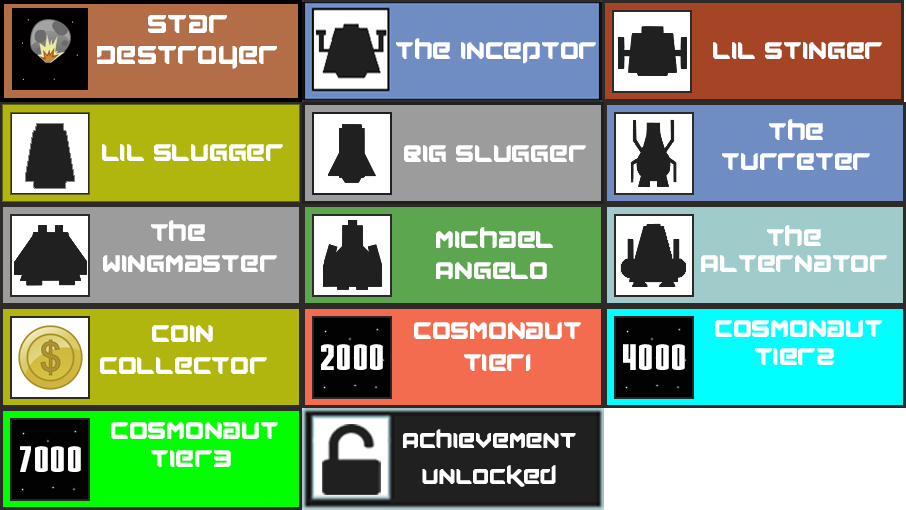 STAR
DESTROYER
THE INCEPTOR
LIL STINGER
LIL SLUGGER
BIG SLUGGER
THE
TURRETER
THE
WINGMASTER
MICHAEL
ANGELO
THE
ALTERNATOR
$
COIN
COLLECTOR
2000
COSMONAUT
TIER1
4000
COSMONAUT
TIER2
7000
COSMONAUT
TIER3
ACHIEVEMENT
UNLOCKED